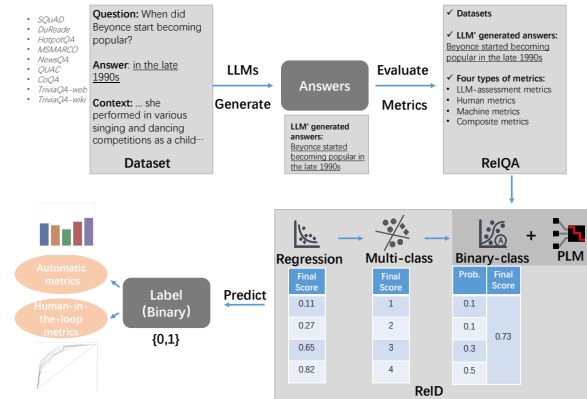 SQuAD
DuReade
HotpotQA
MSMARCO
NewsQA
QUAC
CoQA
TriviaQA-web
TriviaQA-wiki
Question: When did
Beyonce start becoming
popular?
Answer: in the late
1990s
Context: ... she
performed in various
singing and dancing
competitions as a child…
Dataset
LLMs
Generate
Answers
LLM' generated
answers:
Beyonce started
becoming popular in
the late 1990s
Evaluate
Metrics
✓ Datasets
✓ LLM' generated answers:
Beyonce started becoming
popular in the late 1990s
✓ Four types of metrics:
• LLM-assessment metrics
• Human metrics
• Machine metrics
• Composite metrics
RelQA
Regression
Multi-class
Binary-class
+
PLM
Final
Score
0.11
0.27
0.65
0.82
Final
Score
1
2
3
4
Prob.
Final
Score
0.1
0.1
0.3
0.5
0.73
RelD
Predict
Label
(Binary)
{0,1}
Automatic
metrics
Human-in-
the-loop
metrics